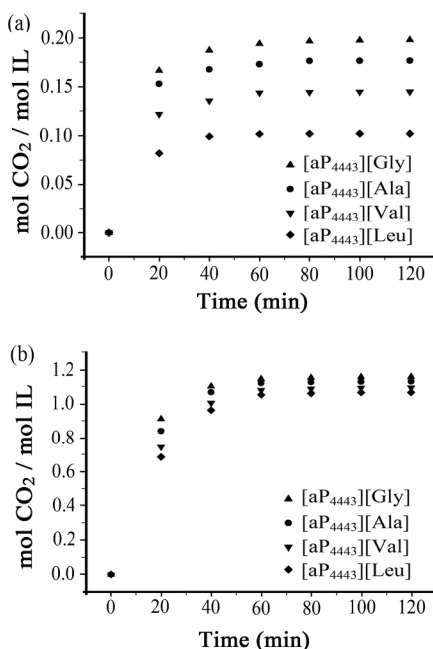 (a)
mol CO₂ / mol IL
0.20
0.15
0.10
0.05
0.00
[aP₄₄₄₃][Gly]
[aP₄₄₄₃][Ala]
[aP₄₄₄₃][Val]
[aP₄₄₄₃][Leu]
0 20 40 60 80 100 120
Time (min)
(b)
mol CO₂ / mol IL
1.2
1.0
0.8
0.6
0.4
0.2
0.0
[aP₄₄₄₃][Gly]
[aP₄₄₄₃][Ala]
[aP₄₄₄₃][Val]
[aP₄₄₄₃][Leu]
0 20 40 60 80 100 120
Time (min)